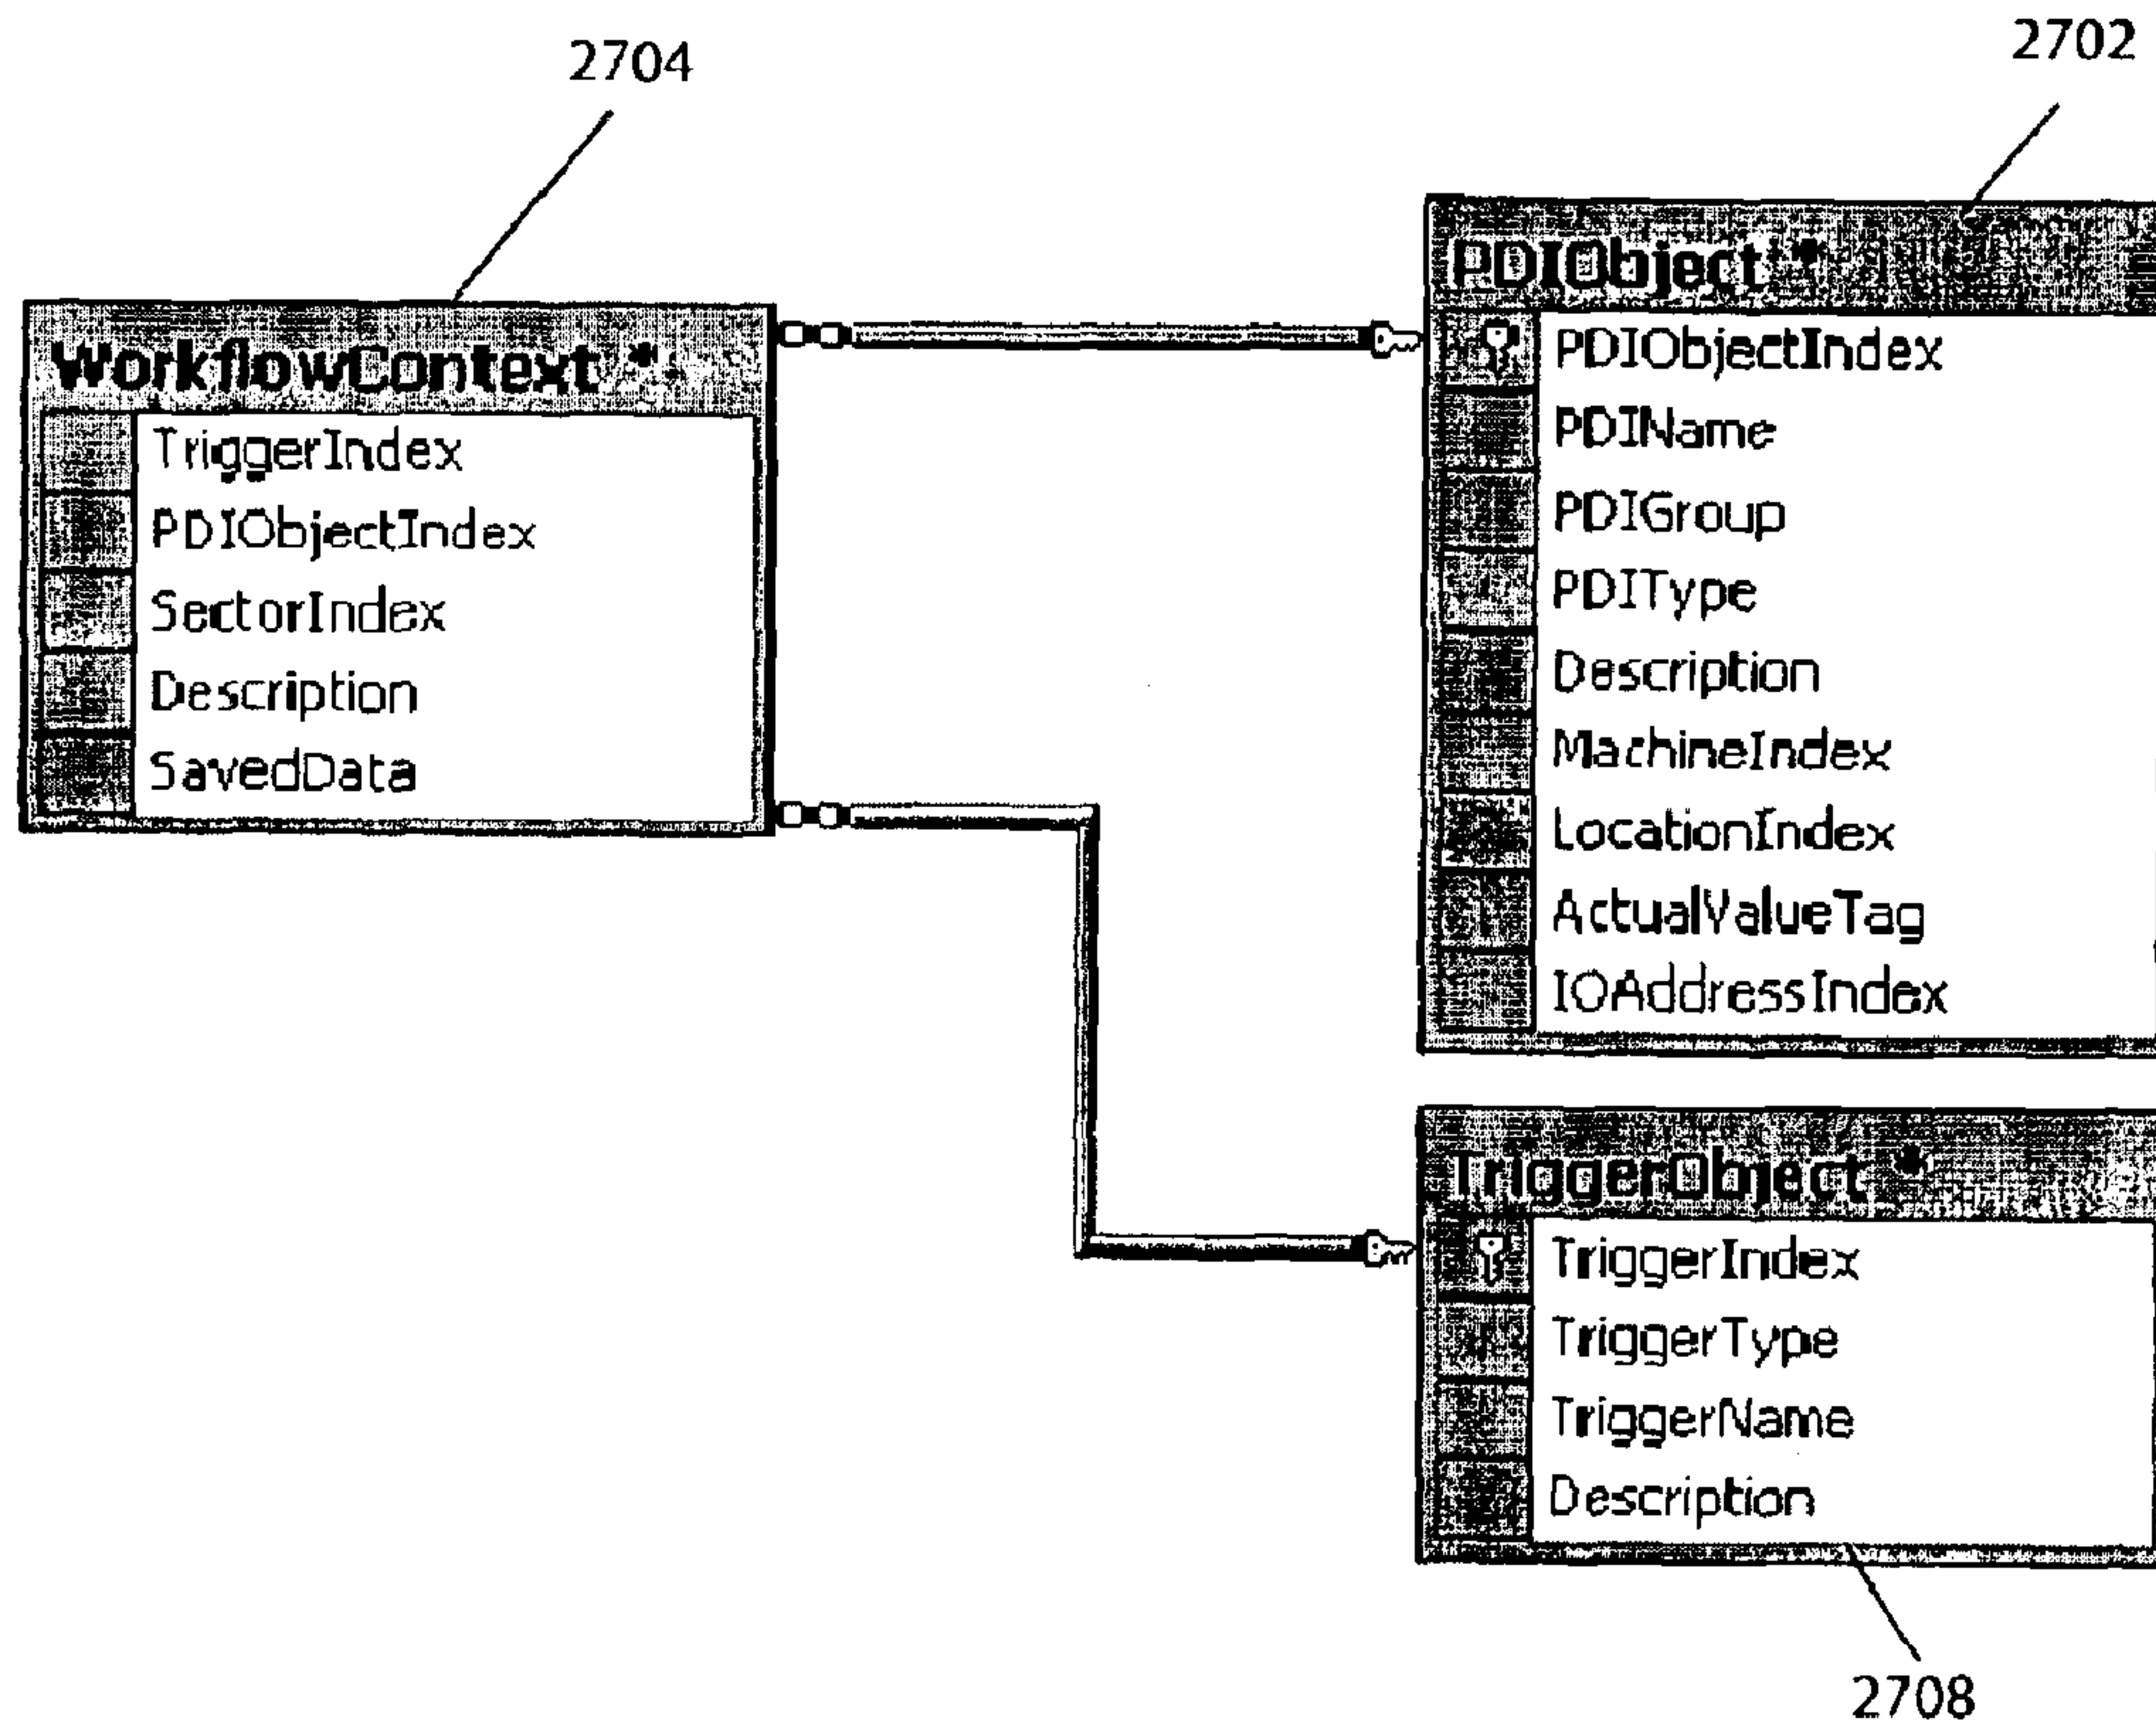 2704
WorkflowContext *
TriggerIndex
PDIObjectIndex
SectorIndex
Description
SavedData
2702
PDIObject *
PDIObjectIndex
PDIName
PDIGroup
PDIType
Description
MachineIndex
LocationIndex
ActualValueTag
IOAddressIndex
TriggerObject *
TriggerIndex
TriggerType
TriggerName
Description
2708